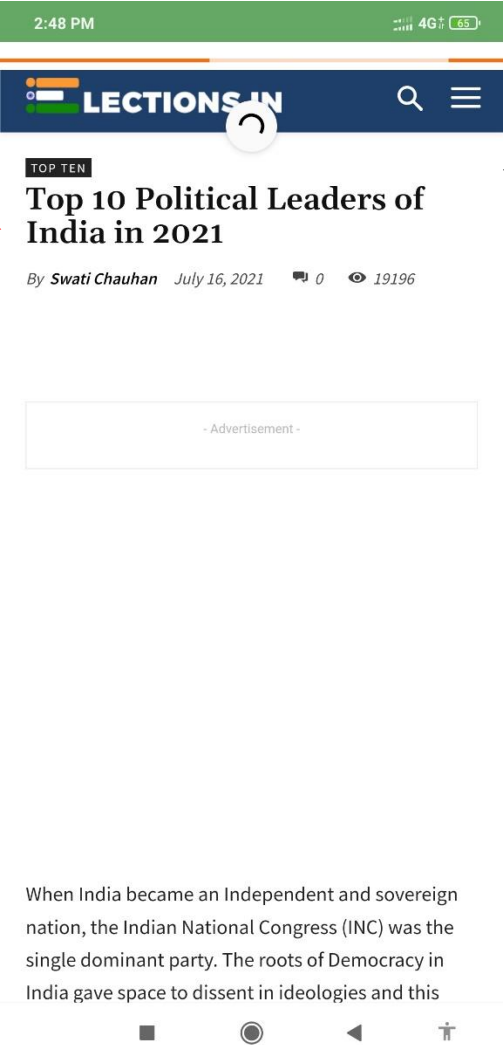 2:48 PM 4G 65
ELECTIONS.IN
TOP TEN
Top 10 Political Leaders of
India in 2021
By Swati Chauhan July 16, 2021 0 19196
- Advertisement -
When India became an Independent and sovereign
nation, the Indian National Congress (INC) was the
single dominant party. The roots of Democracy in
India gave space to dissent in ideologies and this